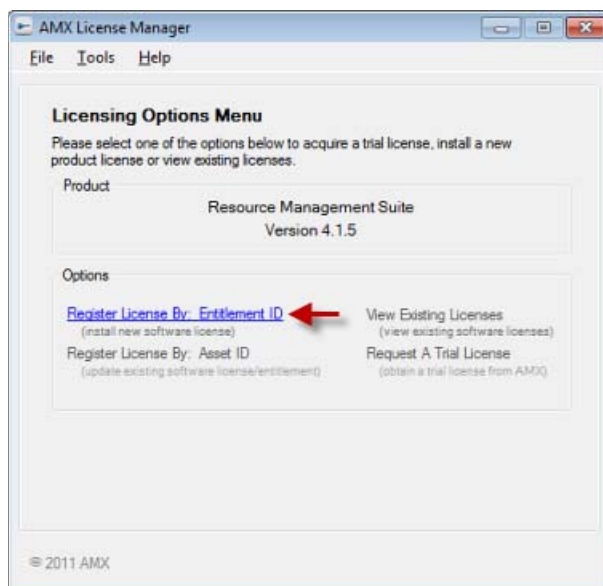 AMX License Manager
File Tools Help
Licensing Options Menu
Please select one of the options below to acquire a trial license, install a new
product license or view existing licenses.
Product
Resource Management Suite
Version 4.1.5
Options
Register License By: Entitlement ID
(install new software license)
View Existing Licenses
(view existing software licenses)
Register License By: Asset ID
(update existing software license/entitlement)
Request A Trial License
(obtain a trial license from AMX)
© 2011 AMX